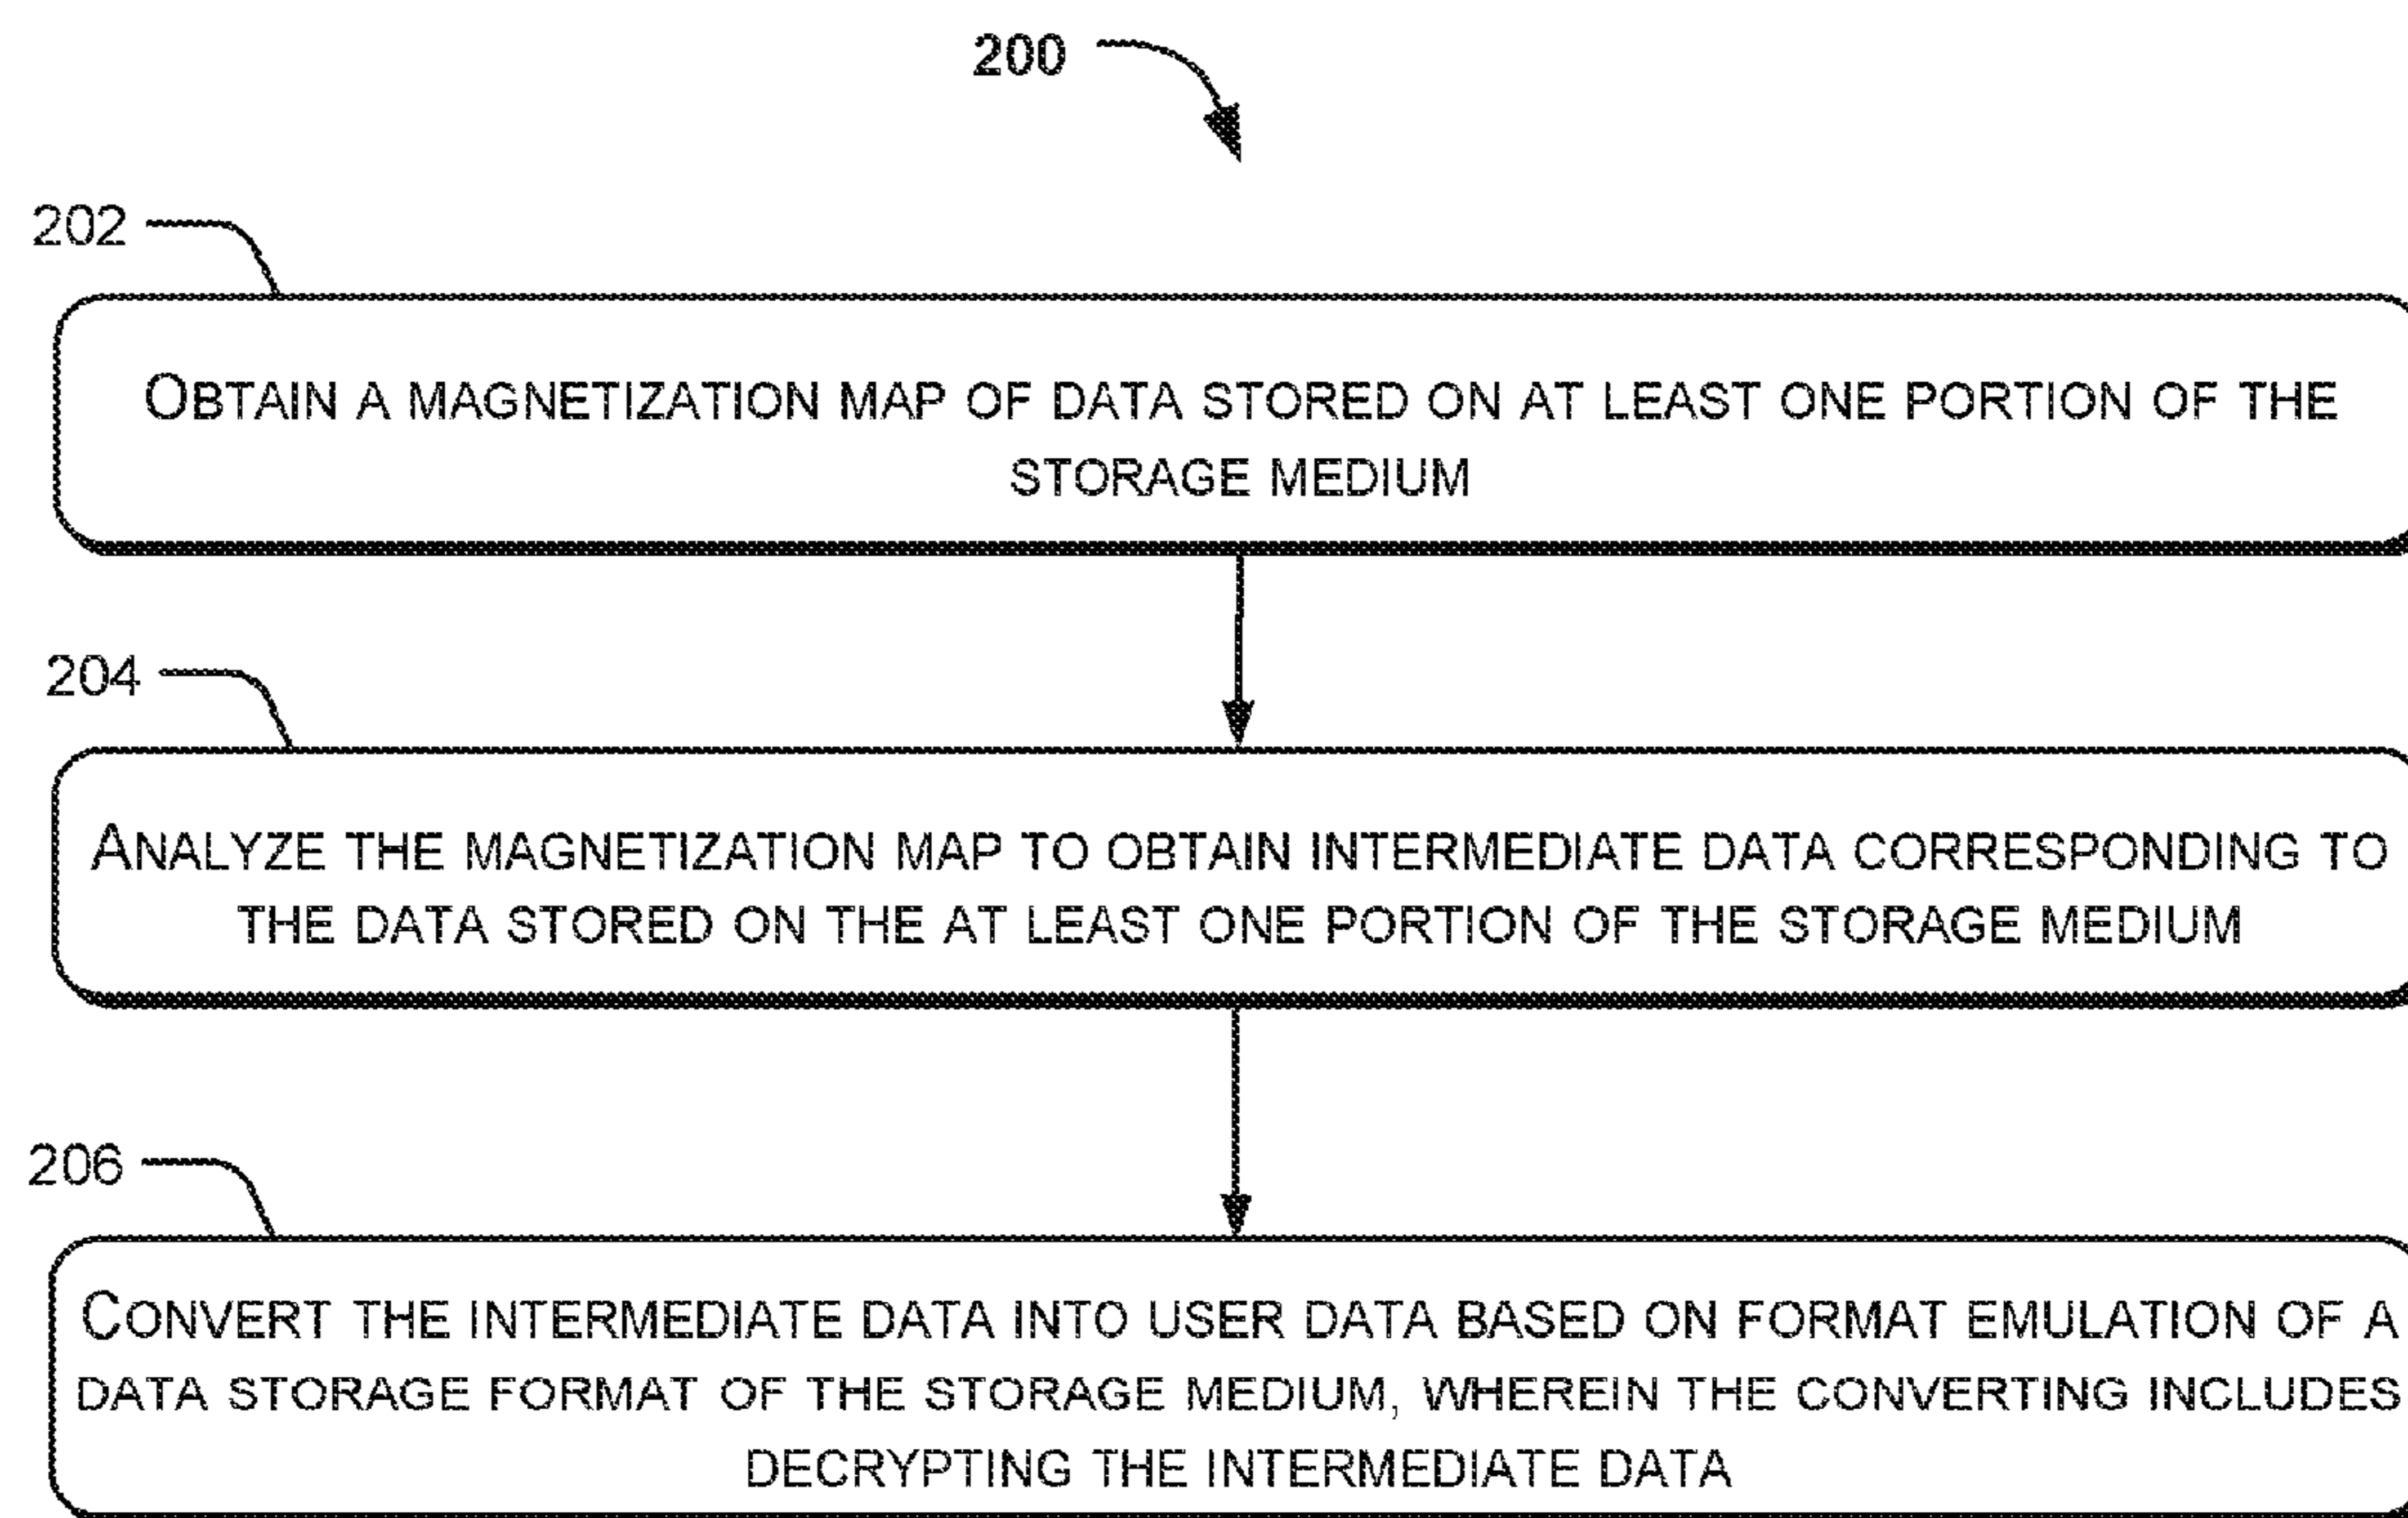 200
202
OBTAIN A MAGNETIZATION MAP OF DATA STORED ON AT LEAST ONE PORTION OF THE
STORAGE MEDIUM
204
ANALYZE THE MAGNETIZATION MAP TO OBTAIN INTERMEDIATE DATA CORRESPONDING TO
THE DATA STORED ON THE AT LEAST ONE PORTION OF THE STORAGE MEDIUM
206
CONVERT THE INTERMEDIATE DATA INTO USER DATA BASED ON FORMAT EMULATION OF A
DATA STORAGE FORMAT OF THE STORAGE MEDIUM, WHEREIN THE CONVERTING INCLUDES
DECRYPTING THE INTERMEDIATE DATA